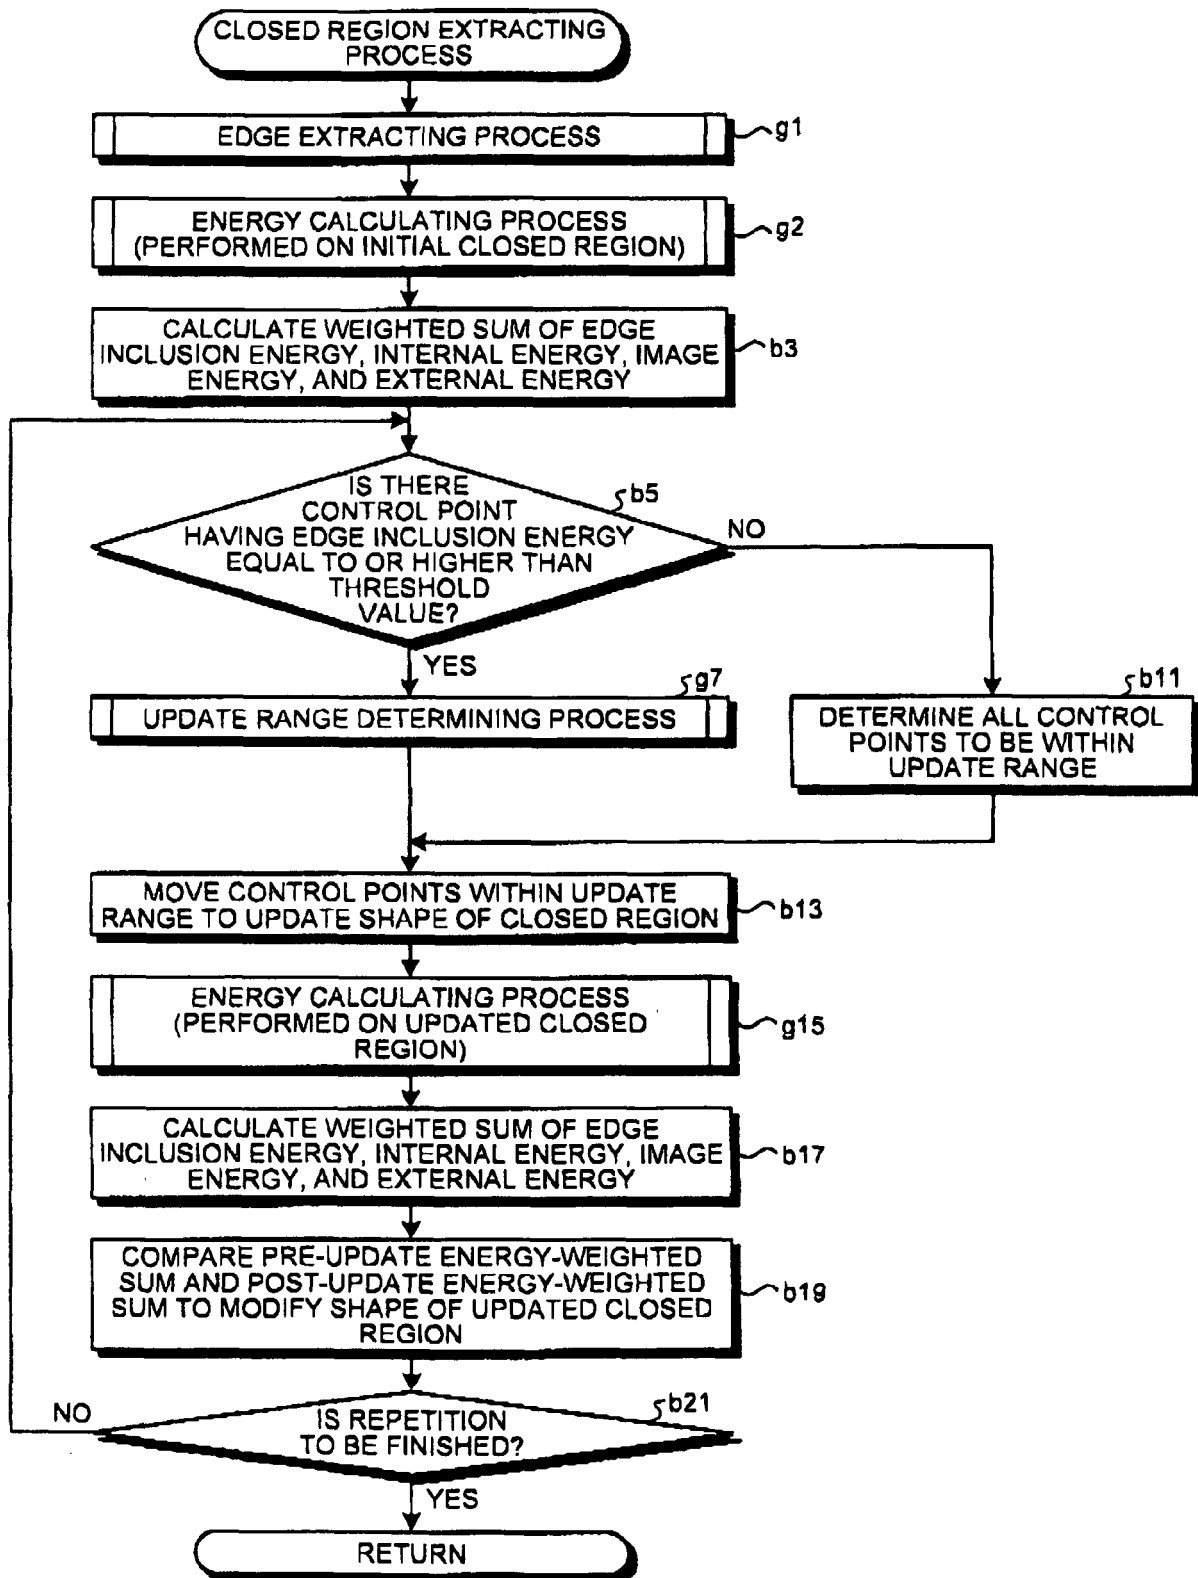 CLOSED REGION EXTRACTING
PROCESS
EDGE EXTRACTING PROCESS
g1
ENERGY CALCULATING PROCESS
(PERFORMED ON INITIAL CLOSED REGION)
g2
CALCULATE WEIGHTED SUM OF EDGE
INCLUSION ENERGY, INTERNAL ENERGY, IMAGE
ENERGY, AND EXTERNAL ENERGY
b3
IS THERE
CONTROL POINT
HAVING EDGE INCLUSION ENERGY
EQUAL TO OR HIGHER THAN
THRESHOLD
VALUE?
b5
NO
YES
UPDATE RANGE DETERMINING PROCESS
g7
DETERMINE ALL CONTROL
POINTS TO BE WITHIN
UPDATE RANGE
b11
MOVE CONTROL POINTS WITHIN UPDATE
RANGE TO UPDATE SHAPE OF CLOSED REGION
b13
ENERGY CALCULATING PROCESS
(PERFORMED ON UPDATED CLOSED
REGION)
g15
CALCULATE WEIGHTED SUM OF EDGE
INCLUSION ENERGY, INTERNAL ENERGY, IMAGE
ENERGY, AND EXTERNAL ENERGY
b17
COMPARE PRE-UPDATE ENERGY-WEIGHTED
SUM AND POST-UPDATE ENERGY-WEIGHTED
SUM TO MODIFY SHAPE OF UPDATED CLOSED
REGION
b19
IS REPETITION
TO BE FINISHED?
b21
NO
YES
RETURN